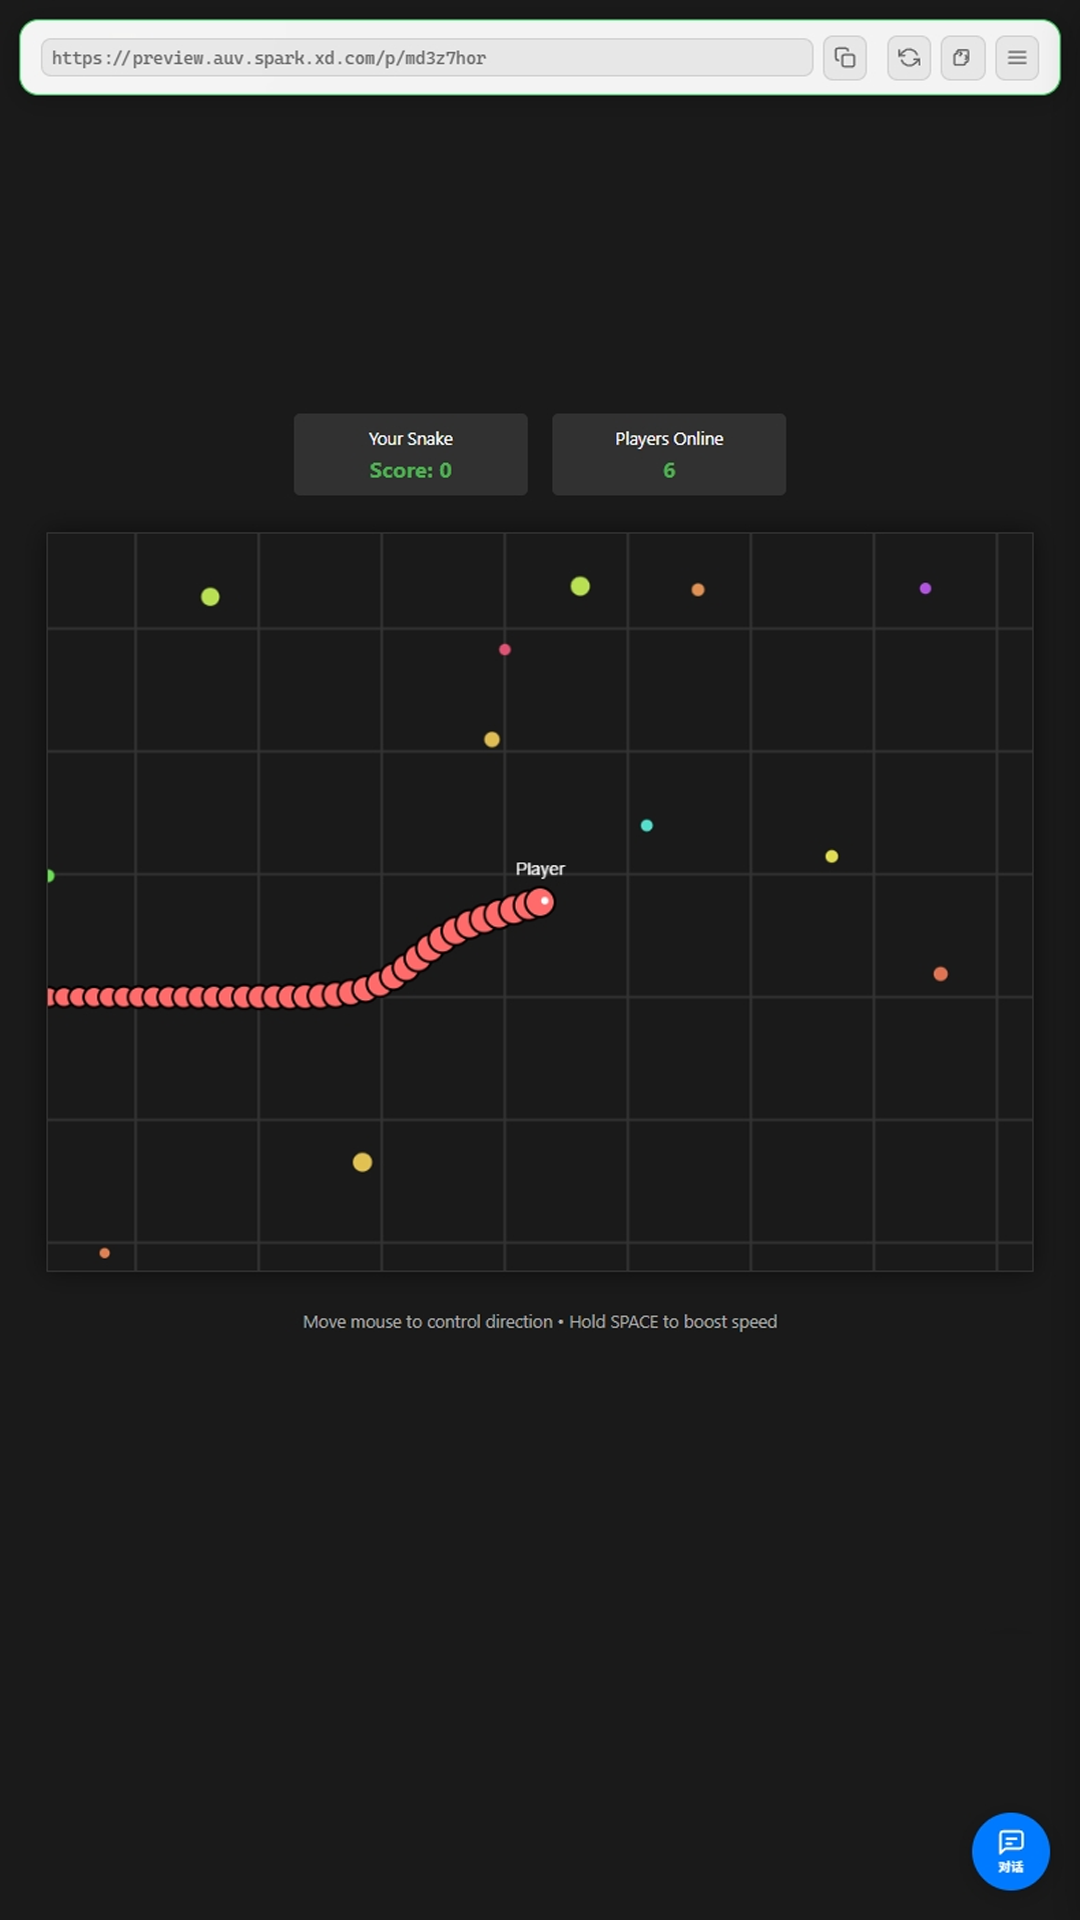 https://preview.auv.spark.xd.com/p/md3z7hor
Your Snake
Score: 0
Players Online
6
Player
Move mouse to control direction • Hold SPACE to boost speed
对话